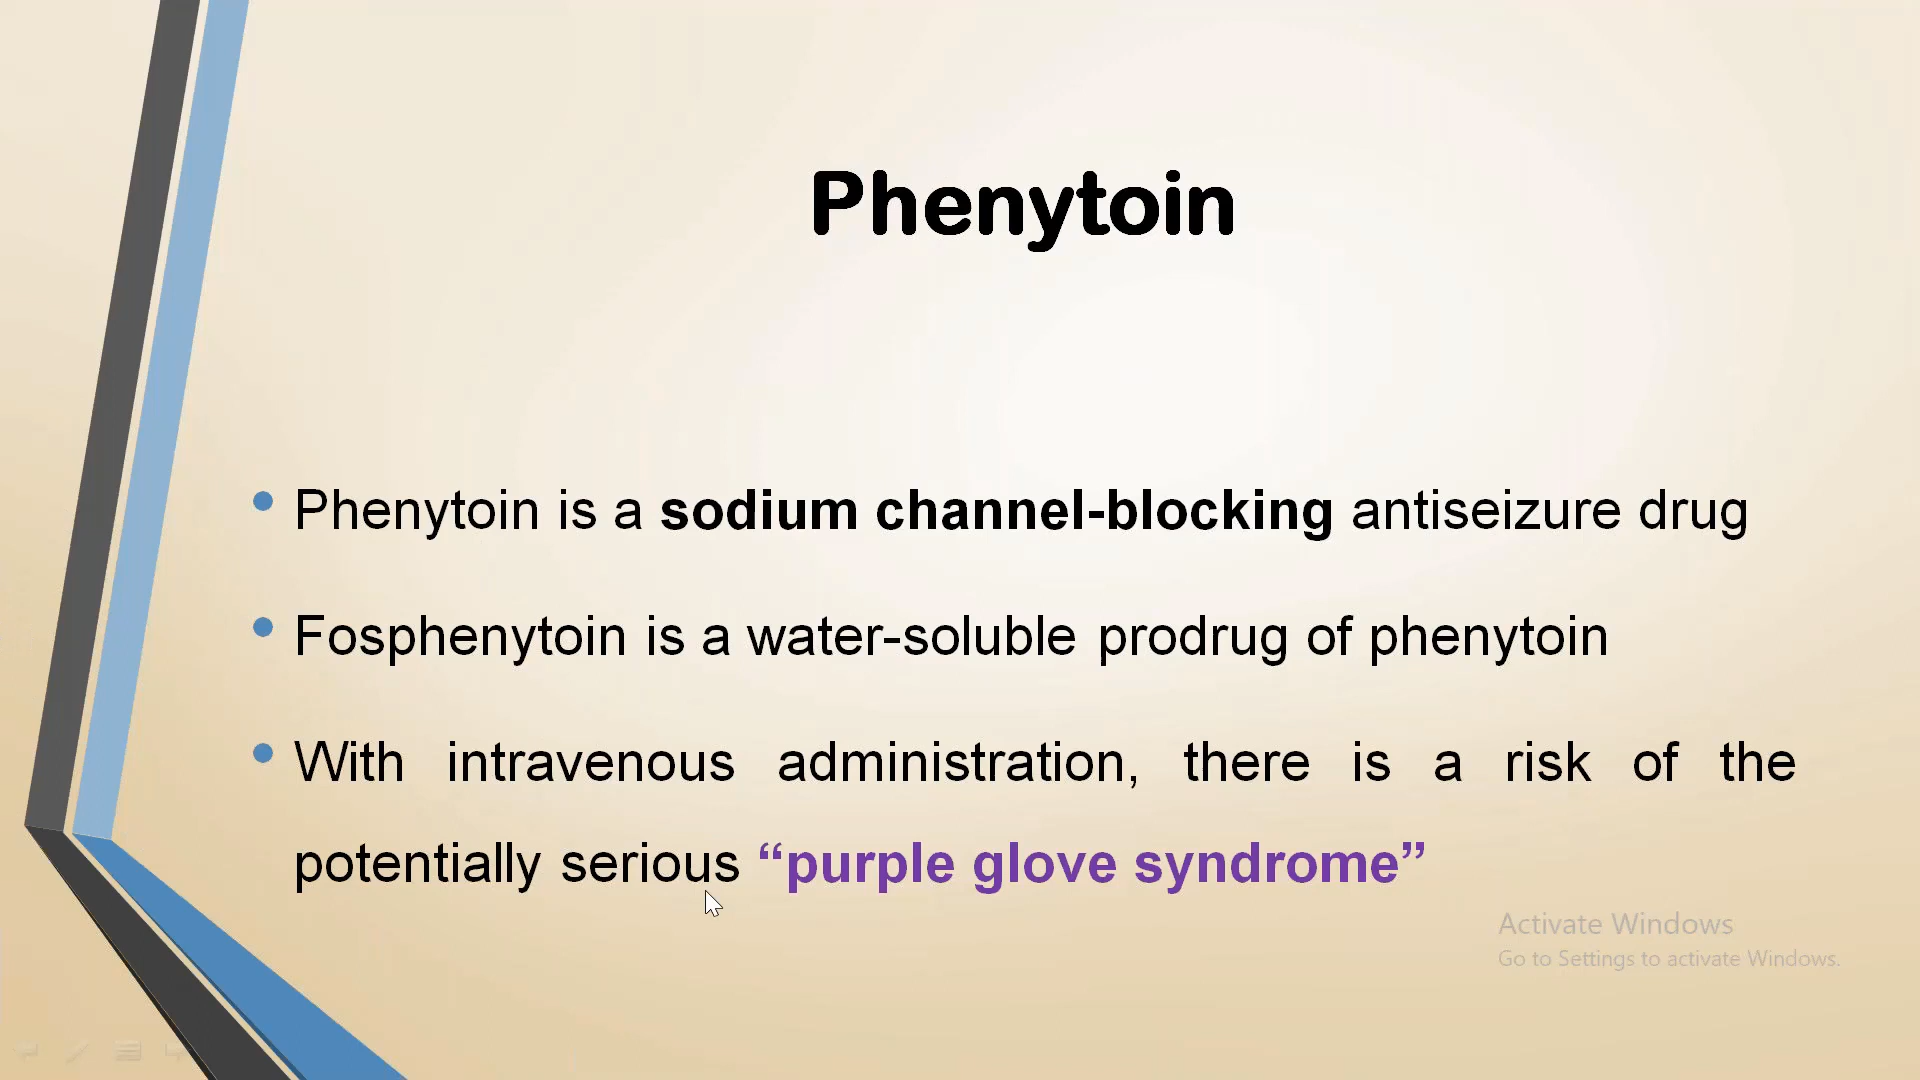 Phenytoin
• Phenytoin is a sodium channel-blocking antiseizure drug
• Fosphenytoin is a water-soluble prodrug of phenytoin
• With intravenous administration, there is a risk of the
potentially serious “purple glove syndrome”
Activate Windows
Go to Settings to activate Windows.